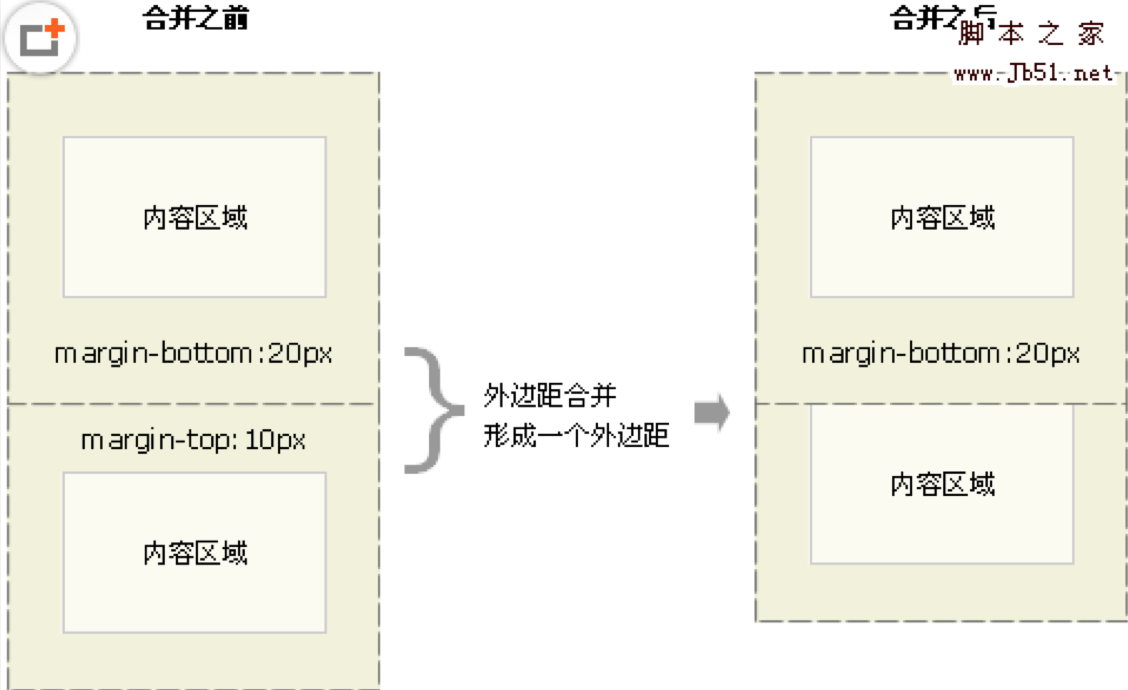 合并之前
合并之后
脚本之家
www.Jb51.net
内容区域
内容区域
margin-bottom:20px
margin-bottom:20px
外边距合并
形成一个外边距
margin-top:10px
内容区域
内容区域